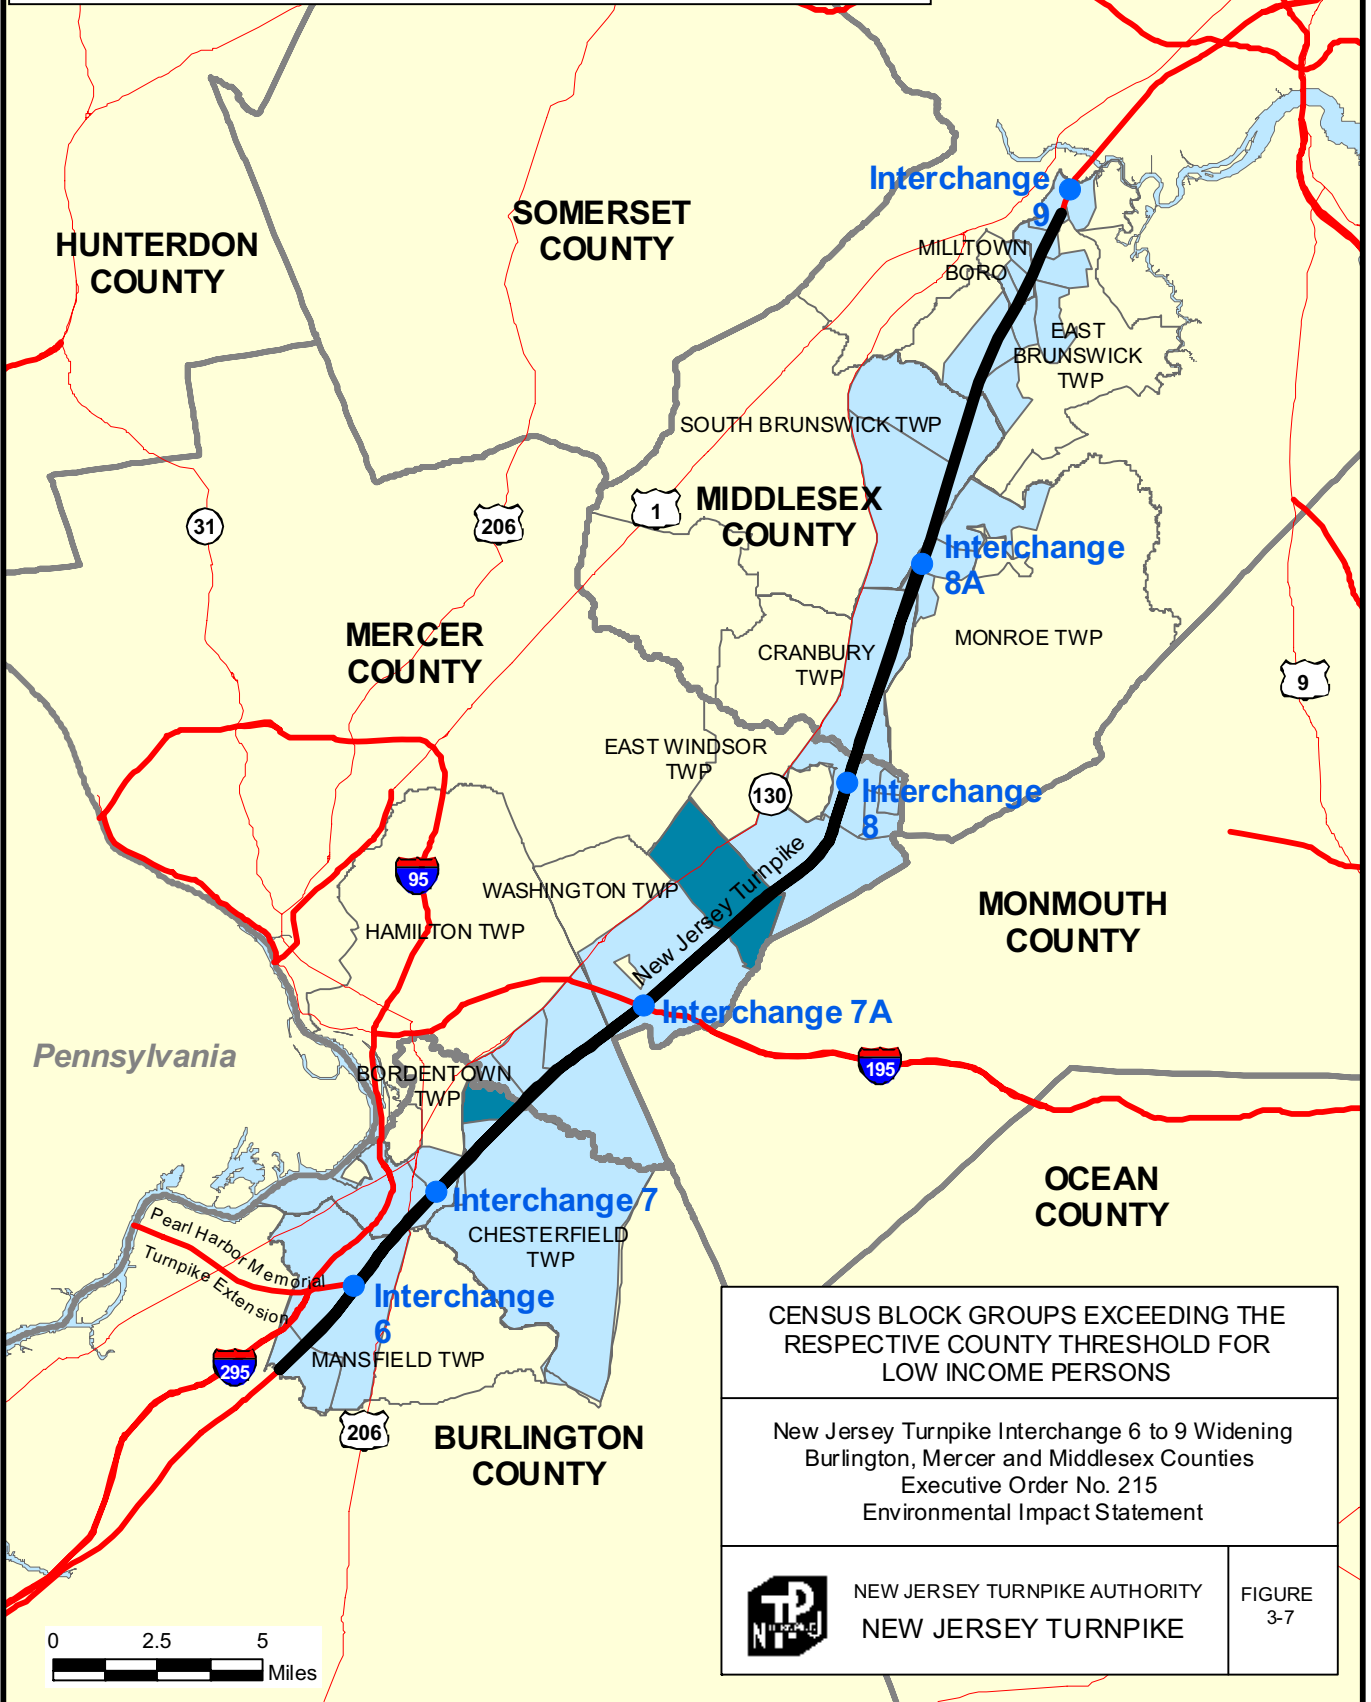 Interchange
9
SOMERSET
COUNTY
HUNTERDON
COUNTY
MILLTOWN
BORO
EAST
BRUNSWICK
TWP
SOUTH BRUNSWICK TWP
MIDDLESEX
COUNTY
1
31
206
Interchange
8A
MERCER
COUNTY
MONROE TWP
CRANBURY
TWP
9
EAST WINDSOR
TWP
130
Interchange
8
New Jersey Turnpike
95
WASHINGTON TWP
HAMILTON TWP
MONMOUTH
COUNTY
Interchange 7A
Pennsylvania
195
BORDENTOWN
TWP
OCEAN
COUNTY
Interchange 7
CHESTERFIELD
TWP
Pearl Harbor Memorial
Turnpike Extension
Interchange
6
MANSFIELD TWP
295
206
BURLINGTON
COUNTY
CENSUS BLOCK GROUPS EXCEEDING THE
RESPECTIVE COUNTY THRESHOLD FOR
LOW INCOME PERSONS
New Jersey Turnpike Interchange 6 to 9 Widening
Burlington, Mercer and Middlesex Counties
Executive Order No. 215
Environmental Impact Statement
NEW JERSEY TURNPIKE AUTHORITY
NEW JERSEY TURNPIKE
FIGURE
3-7
0 2.5 5
Miles